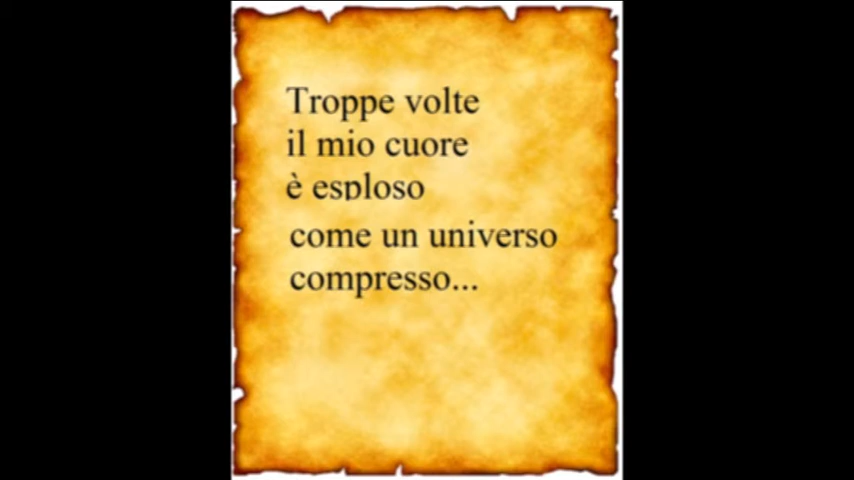 Troppe volte
il mio cuore
è esploso
come un universo
compresso...